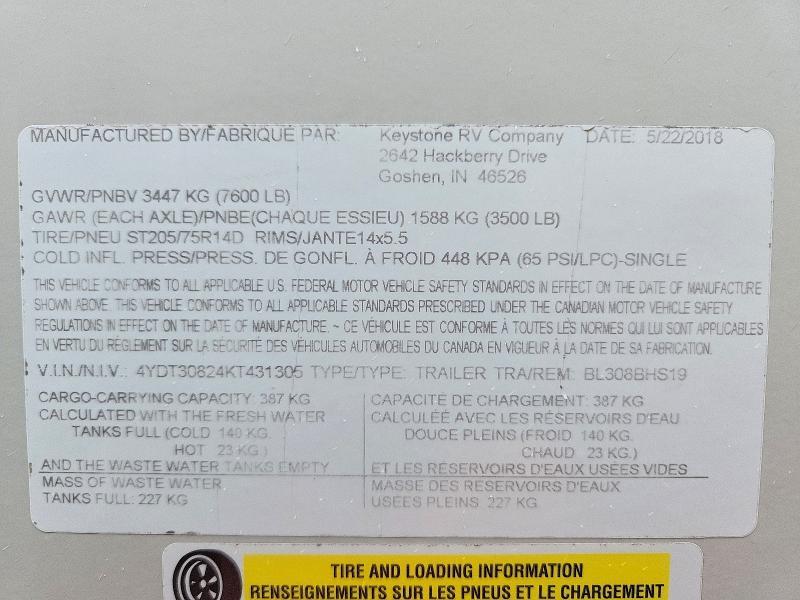 MANUFACTURED BY/FABRIQUE PAR: Keystone RV Company DATE: 5/22/2018
2642 Hackberry Drive
Goshen, IN 46526
GVWR/PNBV 3447 KG (7600 LB)
GAWR (EACH AXLE)/PNBE(CHAQUE ESSIEU) 1588 KG (3500 LB)
TIRE/PNEU ST205/75R14D RIMS/JANTE14x5.5
COLD INFL. PRESS/PRESS. DE GONFL. À FROID 448 KPA (65 PSI/LPC)-SINGLE
THIS VEHICLE CONFORMS TO ALL APPLICABLE U.S. FEDERAL MOTOR VEHICLE SAFETY STANDARDS IN EFFECT ON THE DATE OF MANUFACTURE
SHOWN ABOVE. THIS VEHICLE CONFORMS TO ALL APPLICABLE STANDARDS PRESCRIBED UNDER THE CANADIAN MOTOR VEHICLE SAFETY
REGULATIONS IN EFFECT ON THE DATE OF MANUFACTURE. ~ CE VÉHICULE EST CONFORME À TOUTES LÈS NORMES QUI LUI SONT APPLICABLES
EN VERTU DU RÈGLEMENT SUR LA SÉCURITÉ DES VÉHICULES AUTOMOBILES DU CANADA EN VIGUEUR À LA DATE DE SA FABRICATION.
V.I.N./N.I.V.: 4YDT30824KT431305 TYPE/TYPE: TRAILER TRA/REM: BL308BHS19
CARGO-CARRYING CAPACITY: 387 KG
CALCULATED WITH THE FRESH WATER
TANKS FULL (COLD 140 KG.
HOT 23 KG.)
AND THE WASTE WATER TANKS EMPTY
MASS OF WASTE WATER
TANKS FULL: 227 KG
CAPACITÉ DE CHARGEMENT: 387 KG
CALCULÉE AVEC LES RÉSERVOIRS D'EAU
DOUCE PLEINS (FROID 140 KG.
CHAUD 23 KG.)
ET LES RÉSERVOIRS D'EAUX USÉES VIDES
MASSE DES RÉSERVOIRS D'EAUX
USÉES PLEINS: 227 KG
TIRE AND LOADING INFORMATION
RENSEIGNEMENTS SUR LES PNEUS ET LE CHARGEMENT